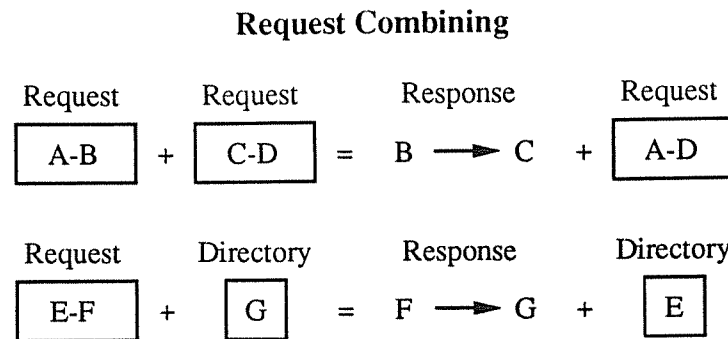 Request Combining
Request Request Response Request
A-B + C-D = B → C + A-D
Request Directory Response Directory
E-F + G = F → G + E